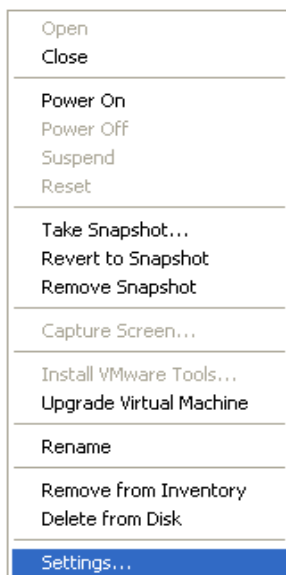 Open
Close
Power On
Power Off
Suspend
Reset
Take Snapshot...
Revert to Snapshot
Remove Snapshot
Capture Screen...
Install VMware Tools...
Upgrade Virtual Machine
Rename
Remove from Inventory
Delete from Disk
Settings...